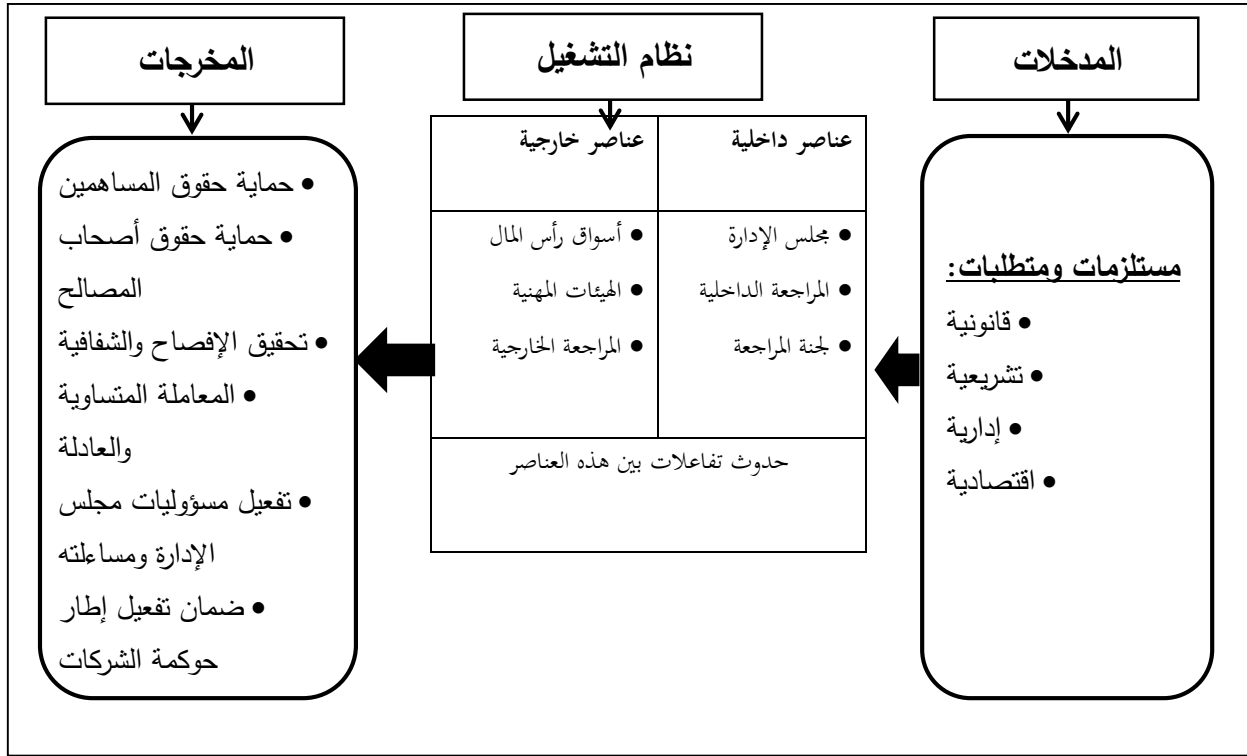 المدخلات
مستلزمات ومتطلبات:
• قانونية
• تشريعية
• إدارية
• اقتصادية
نظام التشغيل
عناصر داخلية
• مجلس الإدارة
• المراجعة الداخلية
• لجنة المراجعة
عناصر خارجية
• أسواق رأس المال
• الهيئات المهنية
• المراجعة الخارجية
حدوث تفاعلات بين هذه العناصر
المخرجات
• حماية حقوق المساهمين
• حماية حقوق أصحاب
المصالح
• تحقيق الإفصاح والشفافية
• المعاملة المتساوية
والعادلة
• تفعيل مسؤوليات مجلس
الإدارة ومساءلته
• ضمان تفعيل إطار
حوكمة الشركات